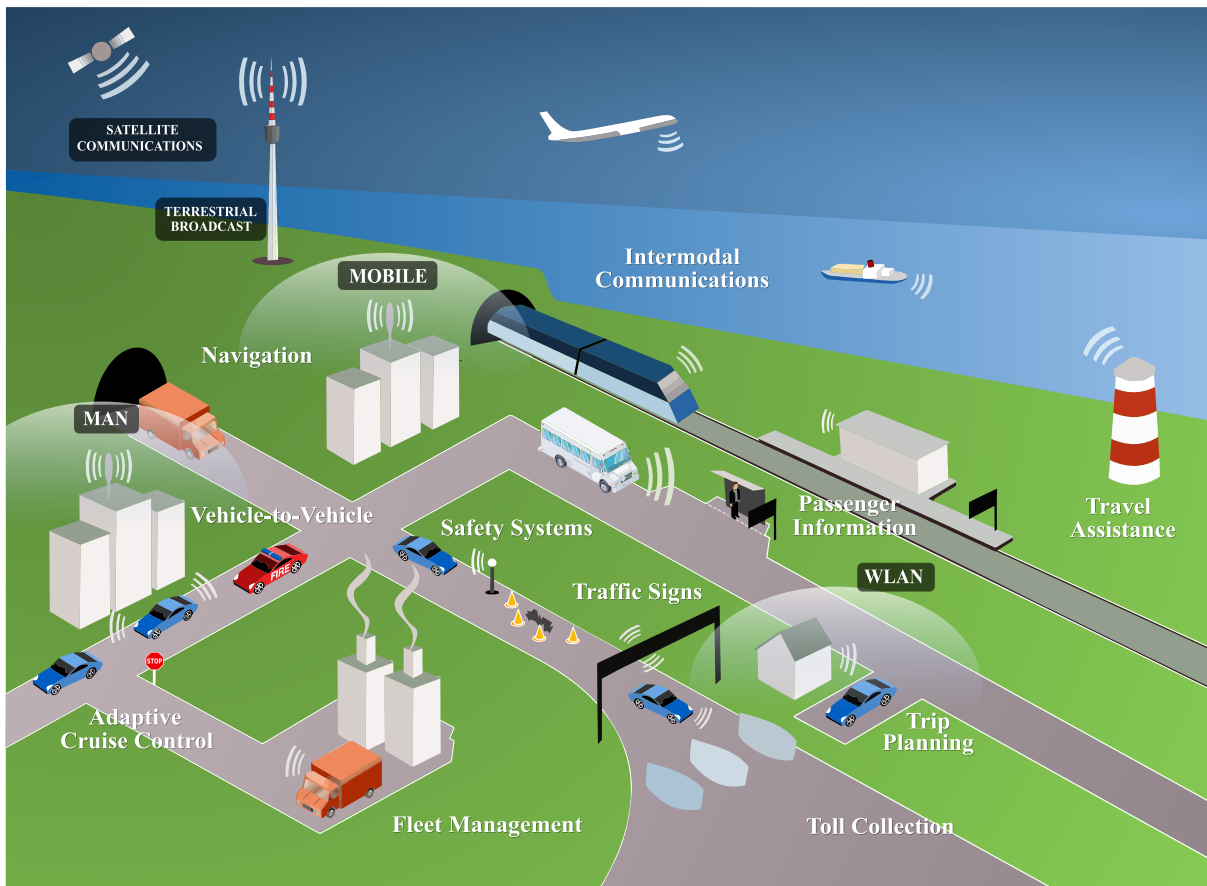 SATELLITE
COMMUNICATIONS
TERRESTRIAL
BROADCAST
Intermodal
Communications
MOBILE
Navigation
MAN
Vehicle-to-Vehicle
Safety Systems
Passenger
Information
Travel
Assistance
WLAN
Traffic Signs
FIRE
STOP
Adaptive
Cruise Control
Trip
Planning
Fleet Management
Toll Collection